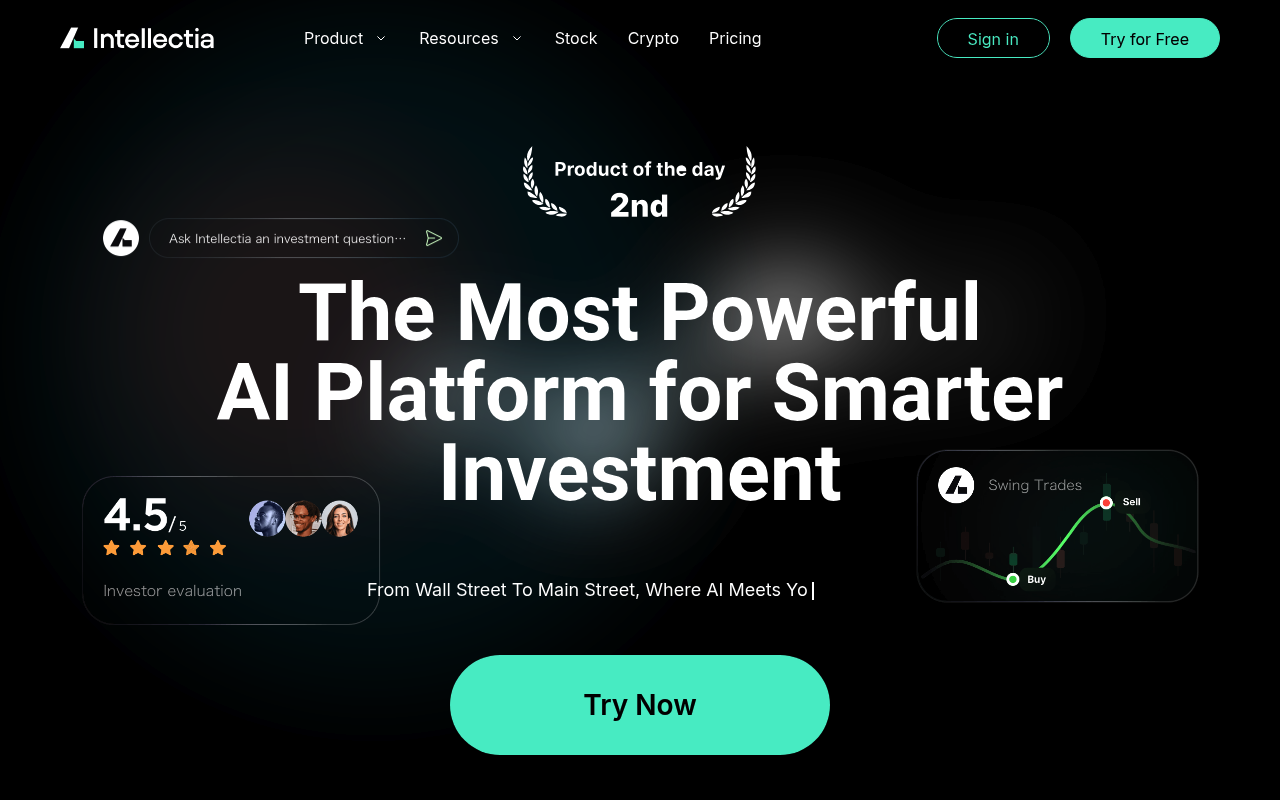 Intellectia
Product
Resources
Stock
Crypto
Pricing
Sign in
Try for Free
Product of the day
2nd
Ask Intellectia an investment question···
The Most Powerful
AI Platform for Smarter
Investment
4.5/5
Investor evaluation
Swing Trades
Sell
Buy
From Wall Street To Main Street, Where AI Meets Yo
Try Now